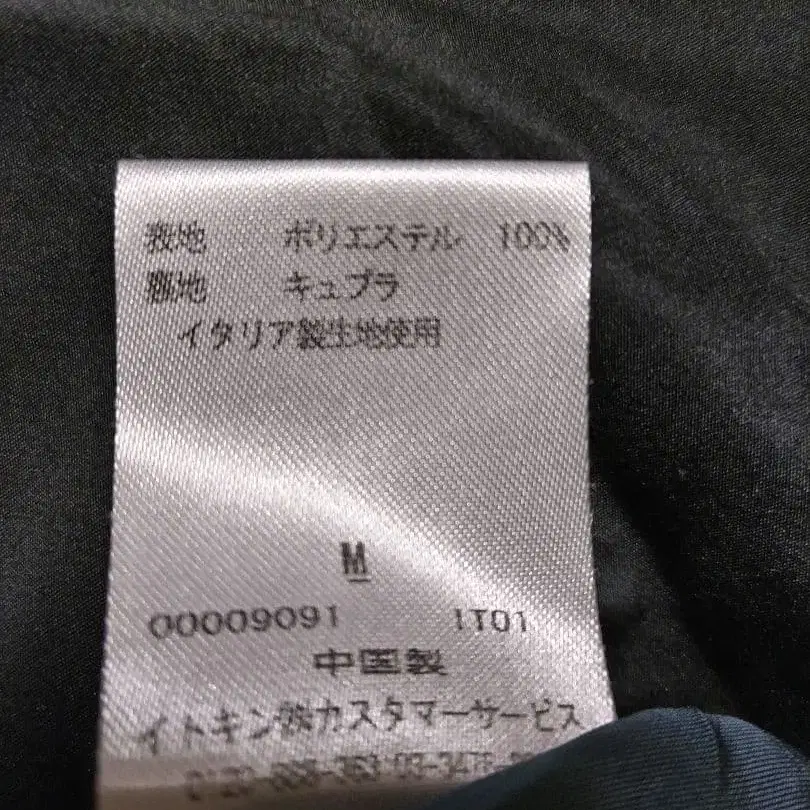 表地 ポリエステル 100%
裏地 キュプラ
イタリア製生地使用
M
00009091 IT01
中国製
イトキン㈱カスタマーサービス